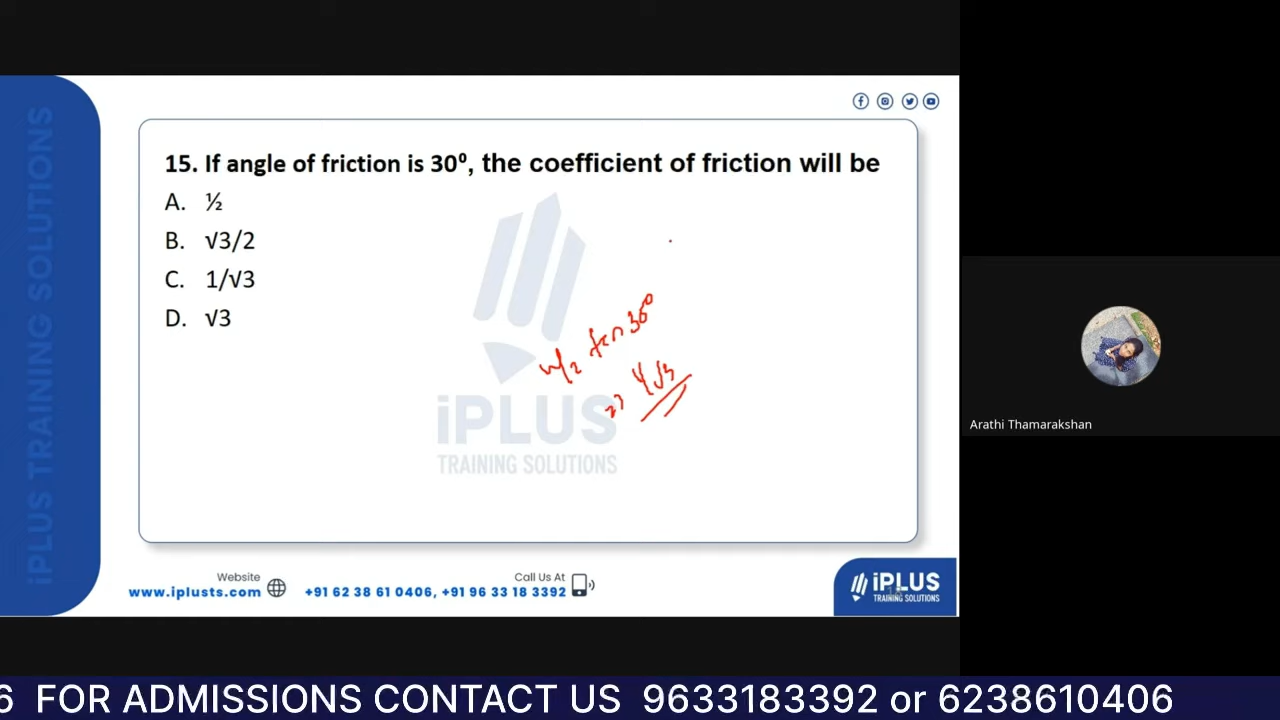 15. If angle of friction is 30⁰, the coefficient of friction will be
A. ½
B. √3/2
C. 1/√3
D. √3
tan 30⁰
1/√3
iPLUS
TRAINING SOLUTIONS
iPLUS TRAINING SOLUTIONS
Arathi Thamarakshan
Website
www.iplusts.com
Call Us At
+91 62 38 61 0406, +91 96 33 18 3392
iPLUS
TRAINING SOLUTIONS
6 FOR ADMISSIONS CONTACT US 9633183392 or 6238610406